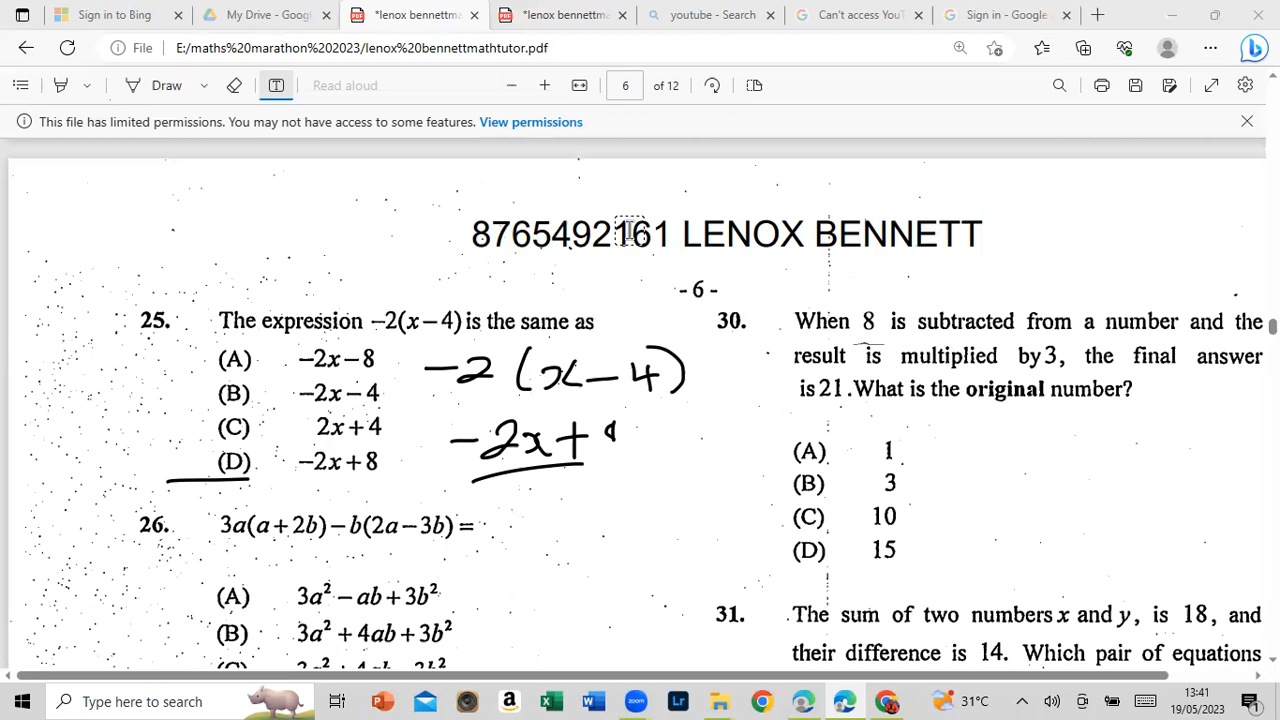 Sign in to Bing
My Drive - Google
*lenox bennettma
*lenox bennettm
youtube - Search
Can't access YouT
Sign in - Google
File
E:/maths%20marathon%202023/lenox%20bennettmathtutor.pdf
Draw
Read aloud
6
of 12
This file has limited permissions. You may not have access to some features. View permissions
8765492161 LENOX BENNETT
- 6 -
25. The expression −2(x−4) is the same as
(A) −2x−8
(B) −2x−4
(C) 2x+4
(D) −2x+8
−2 (x−4)
−2x+
26. 3a(a+2b)−b(2a−3b)=
(A) 3a²−ab+3b²
(B) 3a²+4ab+3b²
30. When 8 is subtracted from a number and the
result is multiplied by 3, the final answer
is 21. What is the original number?
(A) 1
(B) 3
(C) 10
(D) 15
31. The sum of two numbers x and y, is 18, and
their difference is 14. Which pair of equations
Type here to search
31°C
13:41
19/05/2023